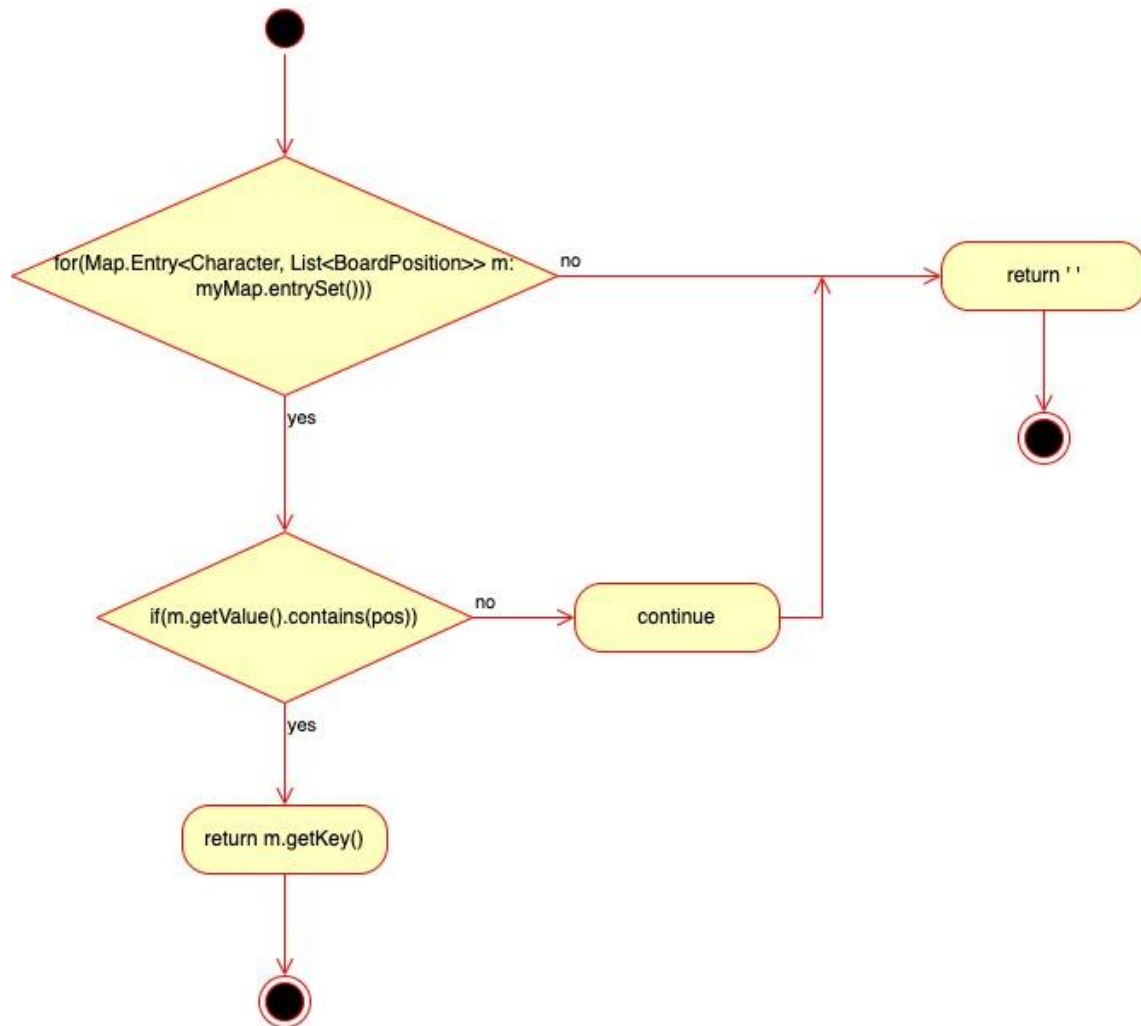 for(Map.Entry<Character, List<BoardPosition>> m:
myMap.entrySet()))
no
return ' '
yes
if(m.getValue().contains(pos))
no
continue
yes
return m.getKey()